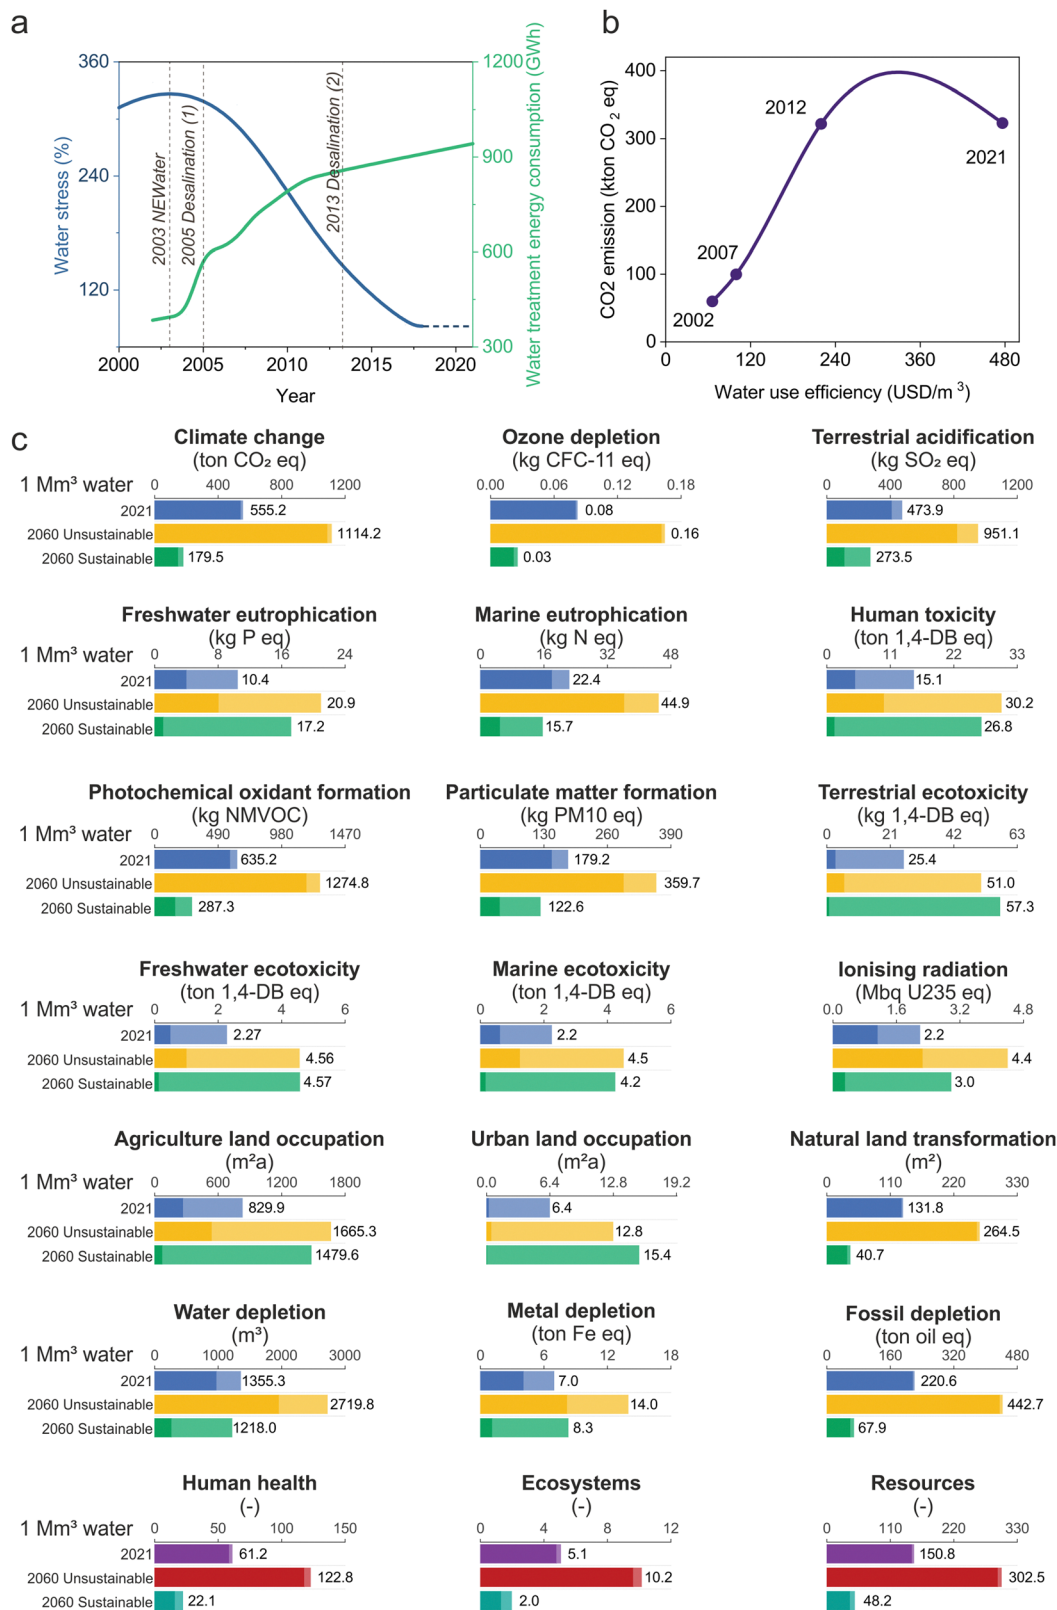 a
360
240
120
Water stress (%)
2003 NEWater
2005 Desalination (1)
2013 Desalination (2)
1200
900
600
300
Water treatment energy consumption (GWh)
2000 2005 2010 2015 2020
Year
b
400
300
200
100
0
CO2 emission (kton CO₂ eq)
2012
2021
2007
2002
0 120 240 360 480
Water use efficiency (USD/m³)
c
Climate change
(ton CO₂ eq)
1 Mm³ water
0 400 800 1200
2021 555.2
2060 Unsustainable 1114.2
2060 Sustainable 179.5
Ozone depletion
(kg CFC-11 eq)
0.00 0.06 0.12 0.18
0.08
0.16
0.03
Terrestrial acidification
(kg SO₂ eq)
0 400 800 1200
473.9
951.1
273.5
Freshwater eutrophication
(kg P eq)
1 Mm³ water
0 8 16 24
2021 10.4
2060 Unsustainable 20.9
2060 Sustainable 17.2
Marine eutrophication
(kg N eq)
0 16 32 48
22.4
44.9
15.7
Human toxicity
(ton 1,4-DB eq)
0 11 22 33
15.1
30.2
26.8
Photochemical oxidant formation
(kg NMVOC)
1 Mm³ water
0 490 980 1470
2021 635.2
2060 Unsustainable 1274.8
2060 Sustainable 287.3
Particulate matter formation
(kg PM10 eq)
0 130 260 390
179.2
359.7
122.6
Terrestrial ecotoxicity
(kg 1,4-DB eq)
0 21 42 63
25.4
51.0
57.3
Freshwater ecotoxicity
(ton 1,4-DB eq)
1 Mm³ water
0 2 4 6
2021 2.27
2060 Unsustainable 4.56
2060 Sustainable 4.57
Marine ecotoxicity
(ton 1,4-DB eq)
0 2 4 6
2.2
4.5
4.2
Ionising radiation
(Mbq U235 eq)
0.0 1.6 3.2 4.8
2.2
4.4
3.0
Agriculture land occupation
(m²a)
1 Mm³ water
0 600 1200 1800
2021 829.9
2060 Unsustainable 1665.3
2060 Sustainable 1479.6
Urban land occupation
(m²a)
0.0 6.4 12.8 19.2
6.4
12.8
15.4
Natural land transformation
(m²)
0 110 220 330
131.8
264.5
40.7
Water depletion
(m³)
1 Mm³ water
0 1000 2000 3000
2021 1355.3
2060 Unsustainable 2719.8
2060 Sustainable 1218.0
Metal depletion
(ton Fe eq)
0 6 12 18
7.0
14.0
8.3
Fossil depletion
(ton oil eq)
0 160 320 480
220.6
442.7
67.9
Human health
(-)
1 Mm³ water
0 50 100 150
2021 61.2
2060 Unsustainable 122.8
2060 Sustainable 22.1
Ecosystems
(-)
0 4 8 12
5.1
10.2
2.0
Resources
(-)
0 110 220 330
150.8
302.5
48.2